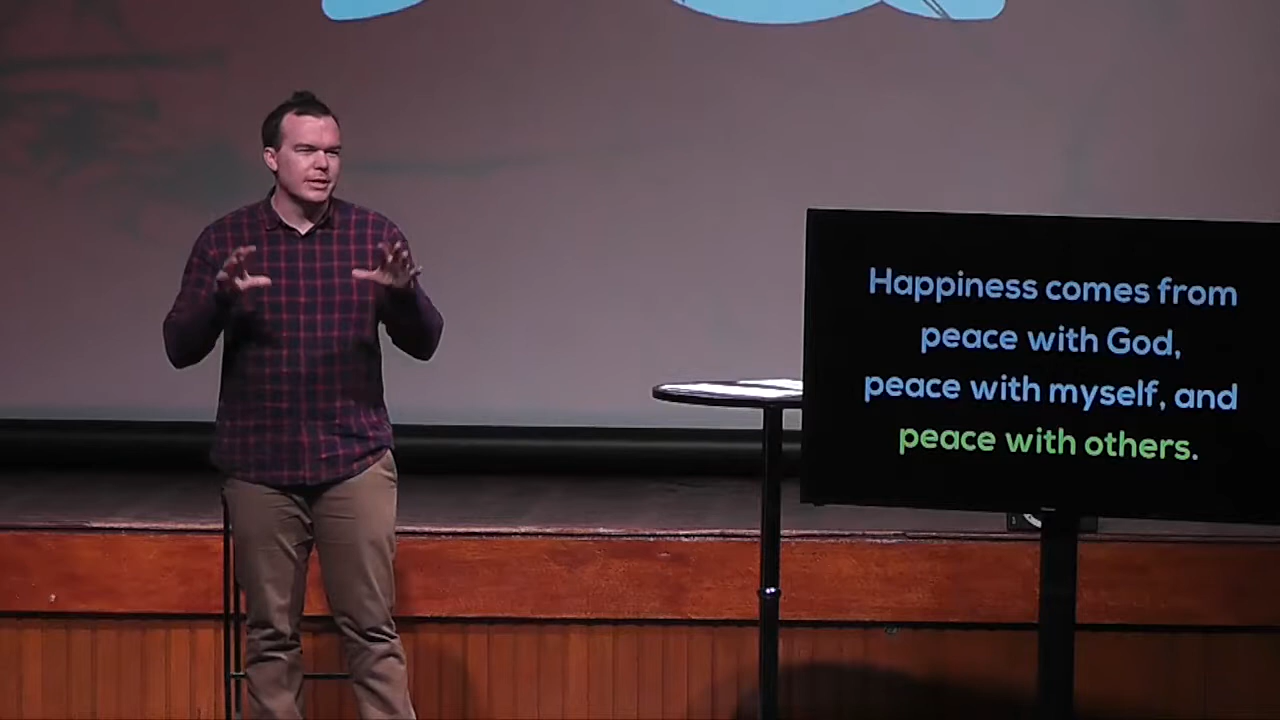 Happiness comes from
peace with God,
peace with myself, and
peace with others.